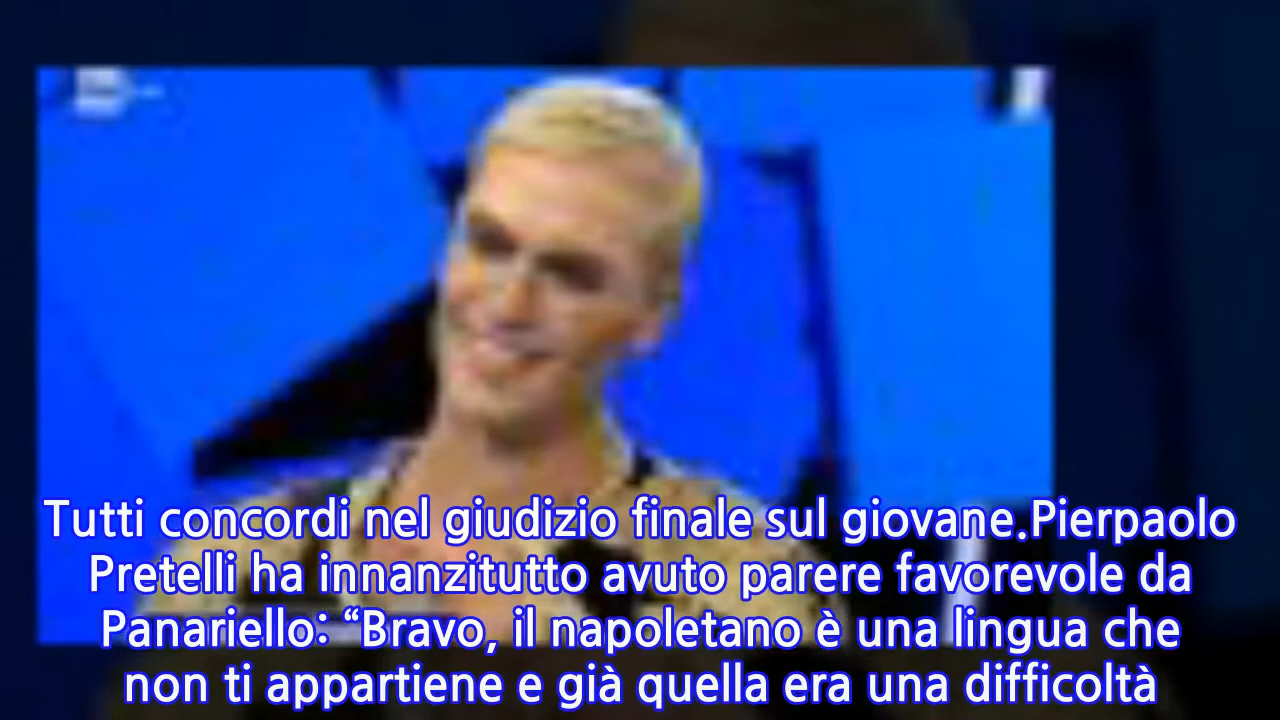 Tutti concordi nel giudizio finale sul giovane.Pierpaolo
Pretelli ha innanzitutto avuto parere favorevole da
Panariello: “Bravo, il napoletano è una lingua che
non ti appartiene e già quella era una difficoltà